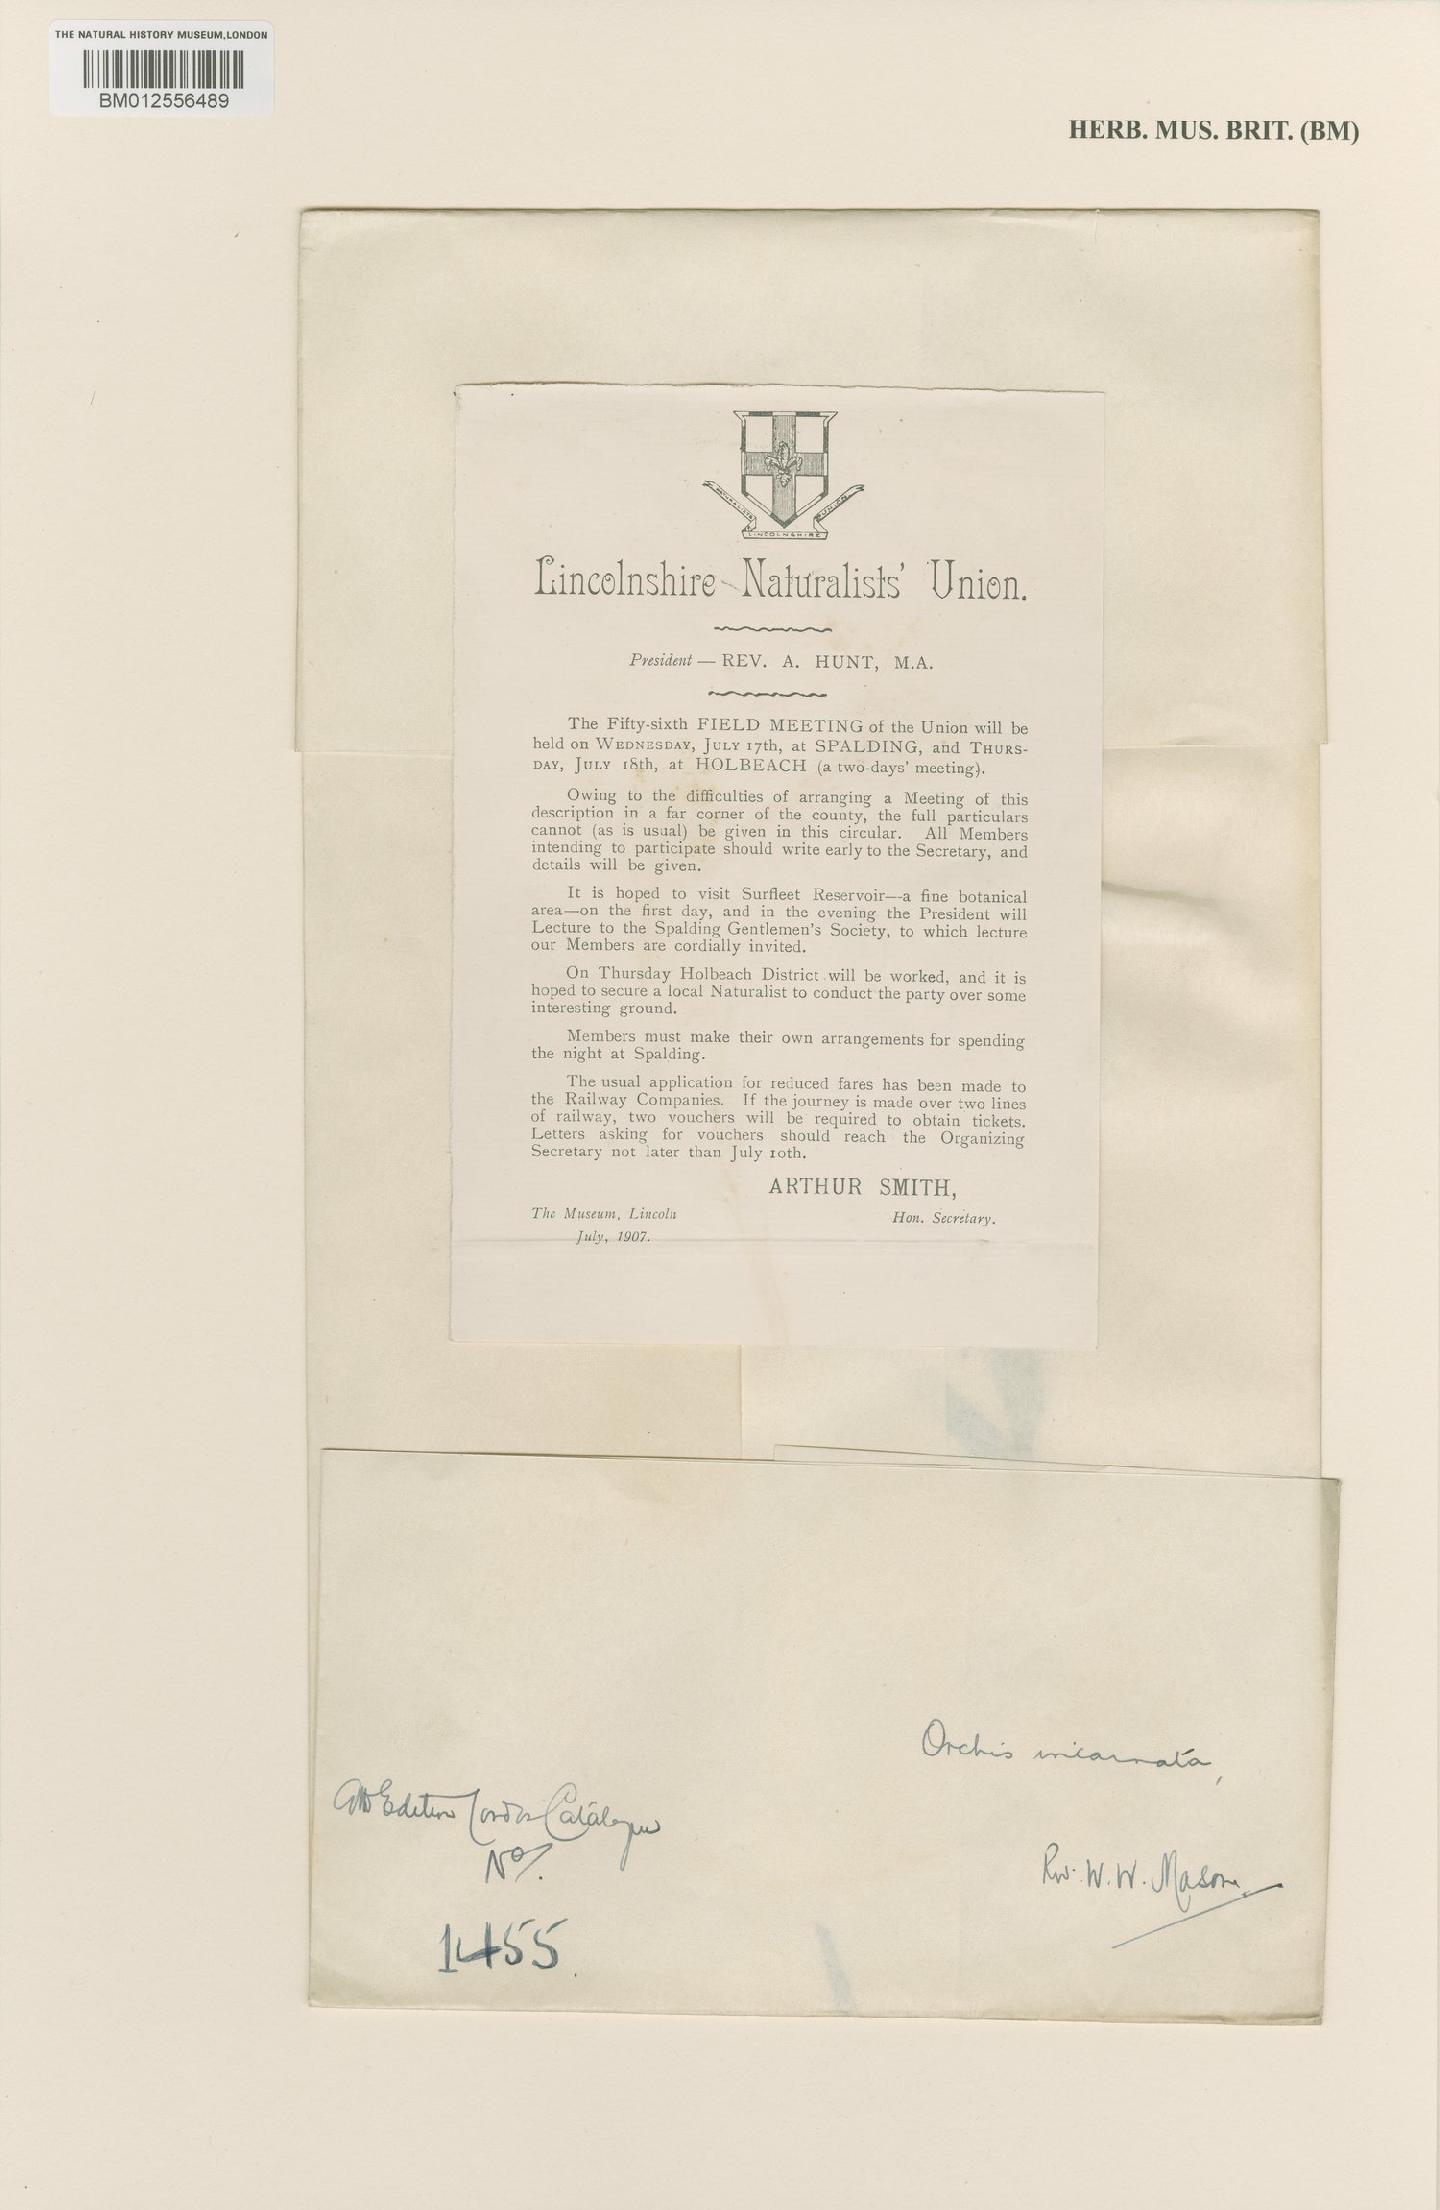 THE NATURAL HISTORY MUSEUM,LONDON
BM012556489
HERB. MUS. BRIT. (BM)
NATURALISTS UNION
LINCOLNSHIRE
Lincolnshire Naturalists' Union.
President — REV. A. HUNT, M.A.
The Fifty-sixth FIELD MEETING of the Union will be
held on WEDNESDAY, JULY 17th, at SPALDING, and THURS-
DAY, JULY 18th, at HOLBEACH (a two-days' meeting).
Owing to the difficulties of arranging a Meeting of this
description in a far corner of the county, the full particulars
cannot (as is usual) be given in this circular. All Members
intending to participate should write early to the Secretary, and
details will be given.
It is hoped to visit Surfleet Reservoir—a fine botanical
area—on the first day, and in the evening the President will
Lecture to the Spalding Gentlemen's Society, to which lecture
our Members are cordially invited.
On Thursday Holbeach District will be worked, and it is
hoped to secure a local Naturalist to conduct the party over some
interesting ground.
Members must make their own arrangements for spending
the night at Spalding.
The usual application for reduced fares has been made to
the Railway Companies. If the journey is made over two lines
of railway, two vouchers will be required to obtain tickets.
Letters asking for vouchers should reach the Organizing
Secretary not later than July 10th.
ARTHUR SMITH,
The Museum, Lincoln
Hon. Secretary.
July, 1907.
Orchis incarnata,
Edition London Catalogue
No/.
Rev. W. W. Mason
1455